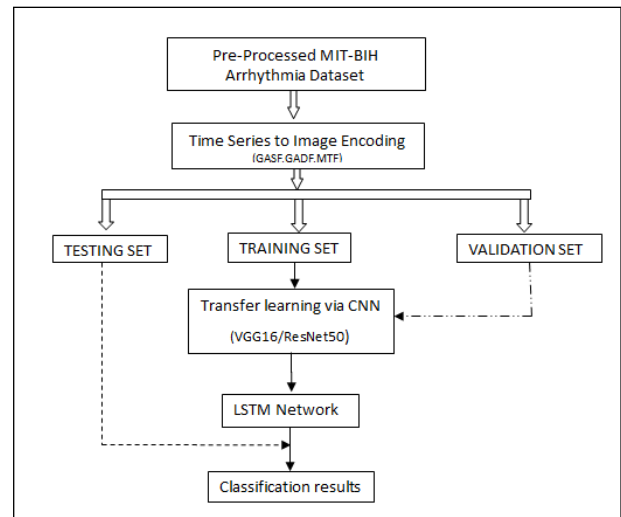 Pre-Processed MIT-BIH
Arrhythmia Dataset
Time Series to Image Encoding
(GASF.GADF.MTF)
TESTING SET
TRAINING SET
VALIDATION SET
Transfer learning via CNN
(VGG16/ResNet50)
LSTM Network
Classification results